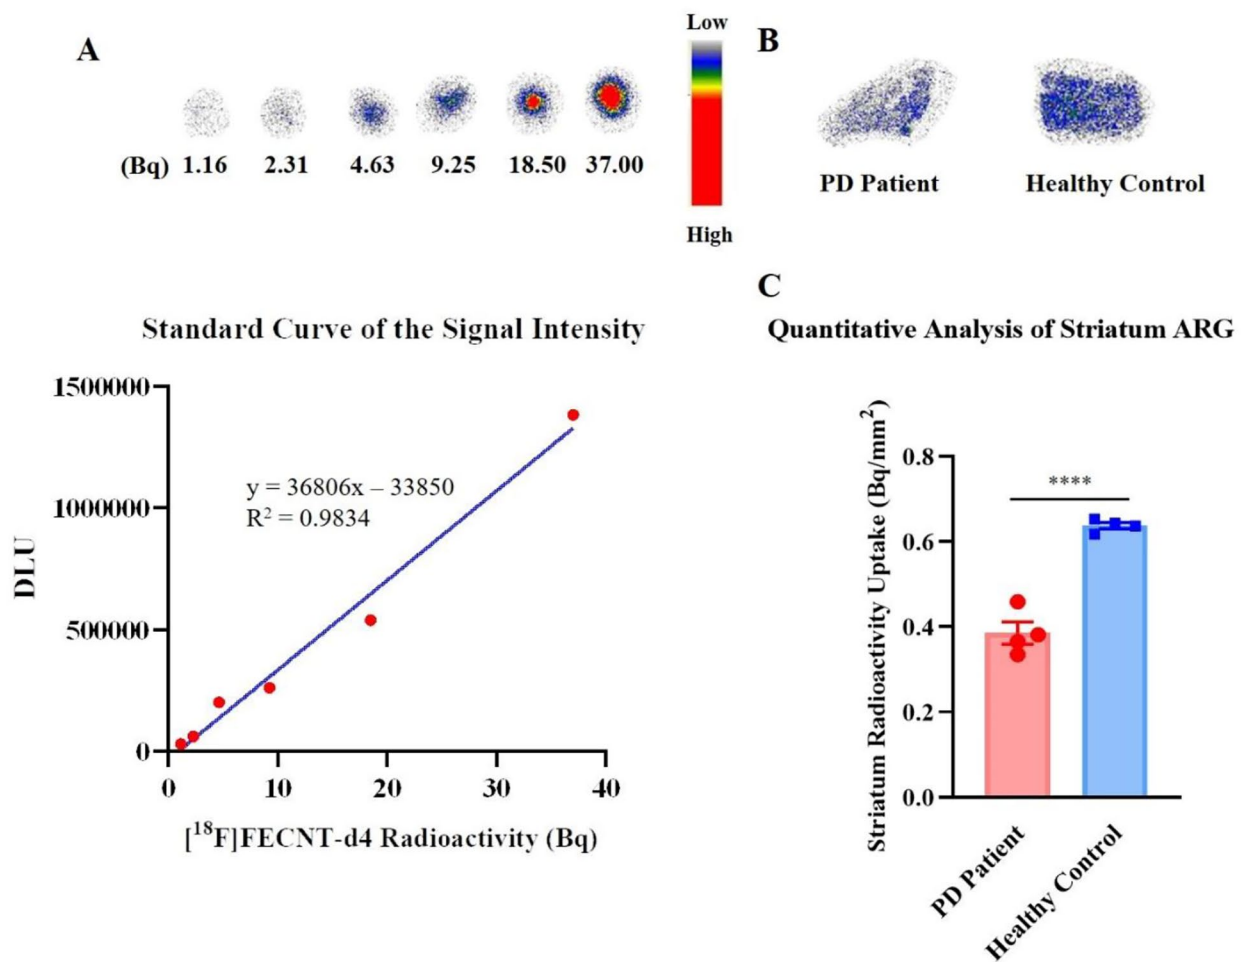 A
(Bq) 1.16 2.31 4.63 9.25 18.50 37.00
Low
High
B
PD Patient
Healthy Control
Standard Curve of the Signal Intensity
1500000
1000000
500000
0
DLU
y = 36806x – 33850
R² = 0.9834
0 10 20 30 40
[¹⁸F]FECNT-d4 Radioactivity (Bq)
C
Quantitative Analysis of Striatum ARG
Striatum Radioactivity Uptake (Bq/mm²)
0.8
0.6
0.4
0.2
0.0
****
PD Patient
Healthy Control